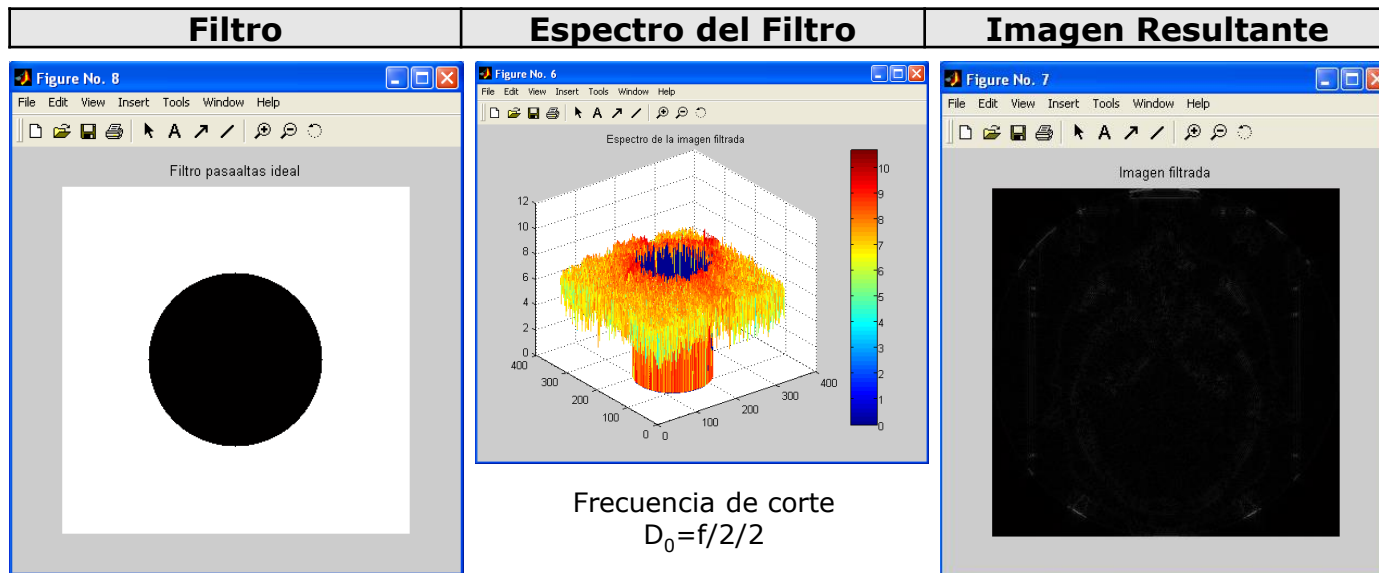 Filtro
Espectro del Filtro
Imagen Resultante
Figure No. 8
File Edit View Insert Tools Window Help
A
Filtro pasaaltas ideal
Figure No. 6
File Edit View Insert Tools Window Help
A
Espectro de la imagen filtrada
12
10
8
6
4
2
0
400
300
200
100
0
0
100
200
300
400
10
9
8
7
6
5
4
3
2
1
0
Frecuencia de corte
D₀=f/2/2
Figure No. 7
File Edit View Insert Tools Window Help
A
Imagen filtrada